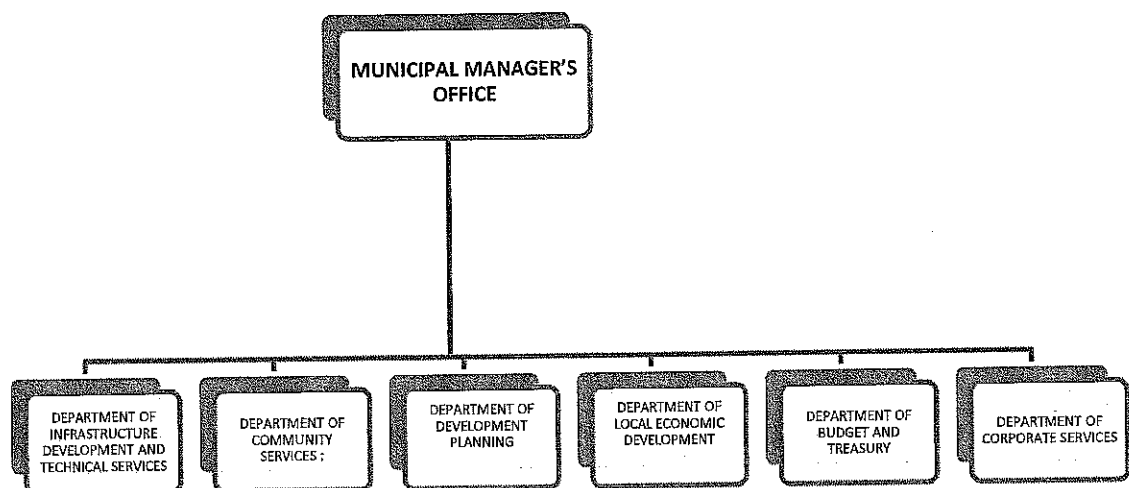 MUNICIPAL MANAGER'S
OFFICE
DEPARTMENT OF
INFRASTRUCTURE
DEVELOPMENT AND
TECHNICAL SERVICES
DEPARTMENT OF
COMMUNITY
SERVICES ;
DEPARTMENT OF
DEVELOPMENT
PLANNING
DEPARTMENT OF
LOCAL ECONOMIC
DEVELOPMENT
DEPARTMENT OF
BUDGET AND
TREASURY
DEPARTMENT OF
CORPORATE SERVICES